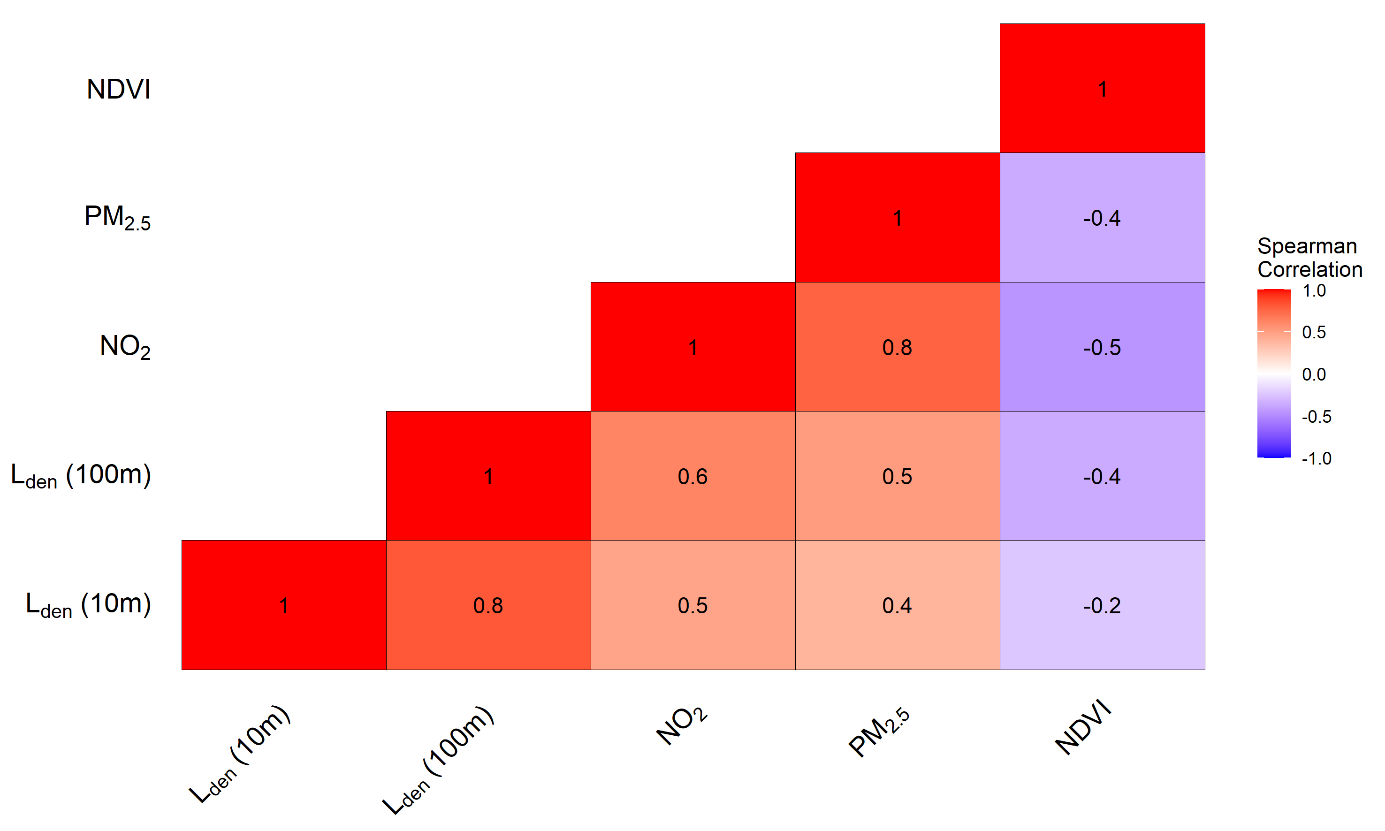 NDVI 1
PM2.5 1 -0.4
Spearman
Correlation
1.0
0.5
0.0
-0.5
-1.0
NO2 1 0.8 -0.5
Lden (100m) 1 0.6 0.5 -0.4
Lden (10m) 1 0.8 0.5 0.4 -0.2
Lden (10m) Lden (100m) NO2 PM2.5 NDVI